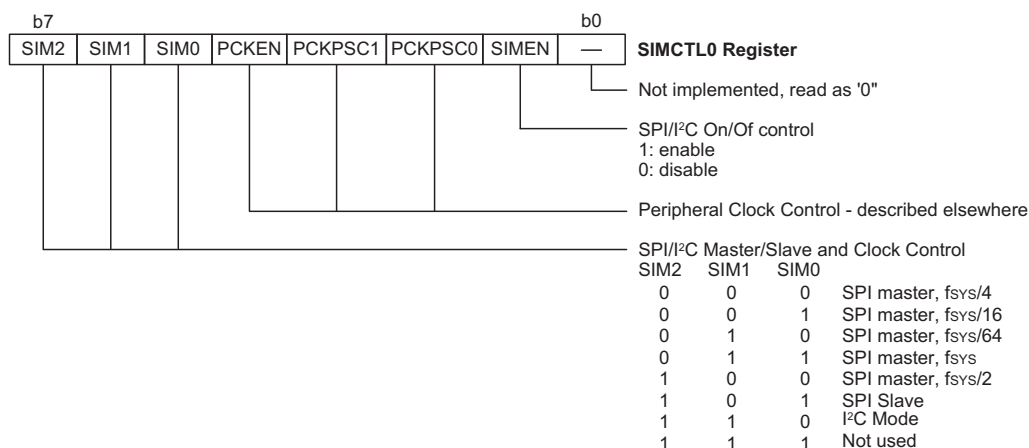 b7 b0
SIM2 SIM1 SIM0 PCKEN PCKPSC1 PCKPSC0 SIMEN — SIMCTL0 Register
Not implemented, read as '0"
SPI/I²C On/Of control
1: enable
0: disable
Peripheral Clock Control - described elsewhere
SPI/I²C Master/Slave and Clock Control
SIM2 SIM1 SIM0
0 0 0 SPI master, fSYS/4
0 0 1 SPI master, fSYS/16
0 1 0 SPI master, fSYS/64
0 1 1 SPI master, fSYS
1 0 0 SPI master, fSYS/2
1 0 1 SPI Slave
1 1 0 I²C Mode
1 1 1 Not used